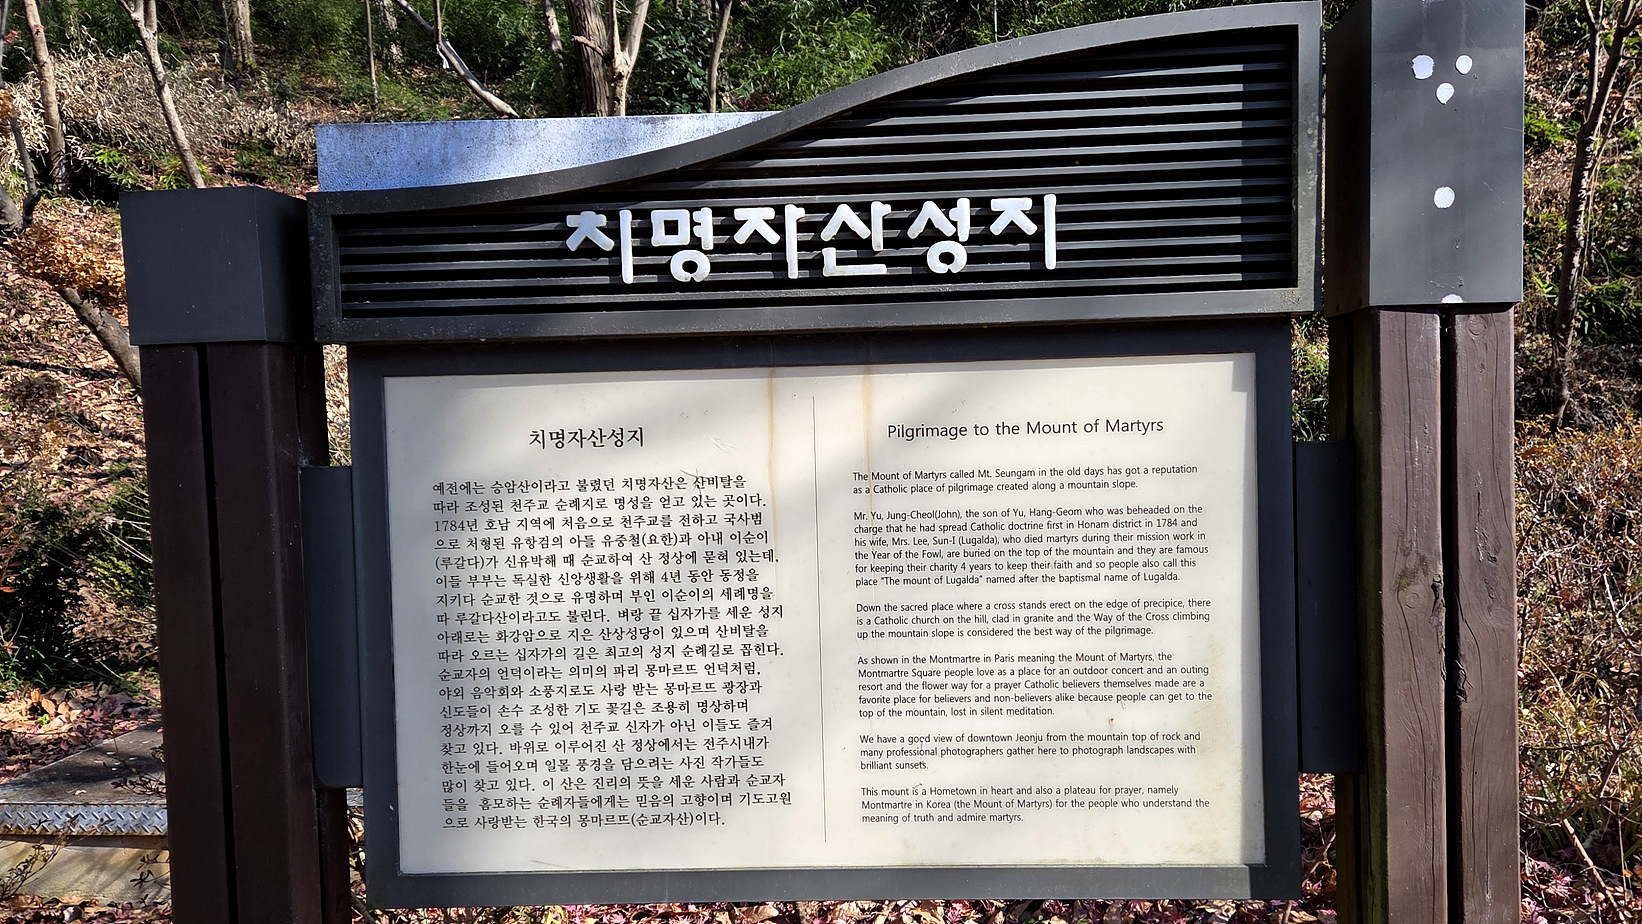 치명자산성지
치명자산성지
예전에는 승암산이라고 불렸던 치명자산은 산비탈을
따라 조성된 천주교 순례지로 명성을 얻고 있는 곳이다.
1784년 호남 지역에 처음으로 천주교를 전하고 국사범
으로 처형된 유항검의 아들 유중철(요한)과 아내 이순이
(루갈다)가 신유박해 때 순교하여 산 정상에 묻혀 있는데,
이들 부부는 독실한 신앙생활을 위해 4년 동안 동정을
지키다 순교한 것으로 유명하며 부인 이순이의 세례명을
따 루갈다산이라고도 불린다. 벼랑 끝 십자가를 세운 성지
아래로는 화강암으로 지은 산상성당이 있으며 산비탈을
따라 오르는 십자가의 길은 최고의 성지 순례길로 꼽힌다.
순교자의 언덕이라는 의미의 파리 몽마르뜨 언덕처럼,
야외 음악회와 소풍지로도 사랑 받는 몽마르뜨 광장과
신도들이 손수 조성한 기도 꽃길은 조용히 명상하며
정상까지 오를 수 있어 천주교 신자가 아닌 이들도 즐겨
찾고 있다. 바위로 이루어진 산 정상에서는 전주시내가
한눈에 들어오며 일몰 풍경을 담으려는 사진 작가들도
많이 찾고 있다. 이 산은 진리의 뜻을 세운 사람과 순교자
들을 흠모하는 순례자들에게는 믿음의 고향이며 기도고원
으로 사랑받는 한국의 몽마르뜨(순교자산)이다.
Pilgrimage to the Mount of Martyrs
The Mount of Martyrs called Mt. Seungam in the old days has got a reputation
as a Catholic place of pilgrimage created along a mountain slope.
Mr. Yu, Jung-Cheol(John), the son of Yu, Hang-Geom who was beheaded on the
charge that he had spread Catholic doctrine first in Honam district in 1784 and
his wife, Mrs. Lee, Sun-I (Lugalda), who died martyrs during their mission work in
the Year of the Fowl, are buried on the top of the mountain and they are famous
for keeping their charity 4 years to keep their faith and so people also call this
place "The mount of Lugalda" named after the baptismal name of Lugalda.
Down the sacred place where a cross stands erect on the edge of precipice, there
is a Catholic church on the hill, clad in granite and the Way of the Cross climbing
up the mountain slope is considered the best way of the pilgrimage.
As shown in the Montmartre in Paris meaning the Mount of Martyrs, the
Montmartre Square people love as a place for an outdoor concert and an outing
resort and the flower way for a prayer Catholic believers themselves made are a
favorite place for believers and non-believers alike because people can get to the
top of the mountain, lost in silent meditation.
We have a good view of downtown Jeonju from the mountain top of rock and
many professional photographers gather here to photograph landscapes with
brilliant sunsets.
This mount is a Hometown in heart and also a plateau for prayer, namely
Montmartre in Korea (the Mount of Martyrs) for the people who understand the
meaning of truth and admire martyrs.